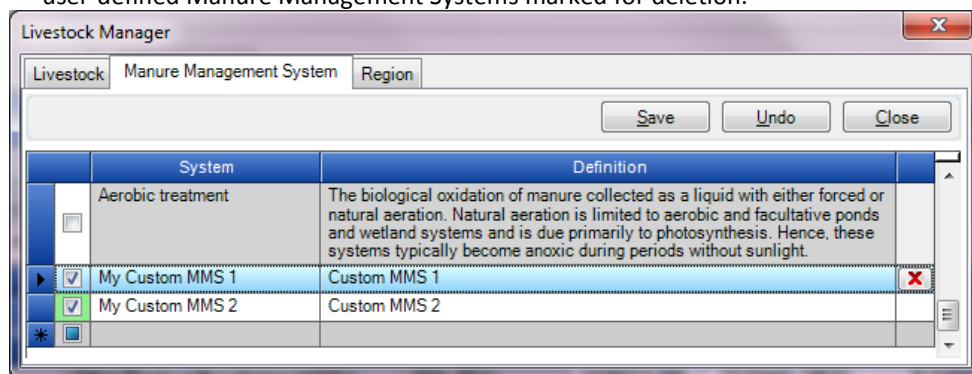 user-defined Manure Management Systems marked for deletion.
Livestock Manager
Livestock Manure Management System Region
Save Undo Close
System Definition
Aerobic treatment The biological oxidation of manure collected as a liquid with either forced or
natural aeration. Natural aeration is limited to aerobic and facultative ponds
and wetland systems and is due primarily to photosynthesis. Hence, these
systems typically become anoxic during periods without sunlight.
My Custom MMS 1 Custom MMS 1
My Custom MMS 2 Custom MMS 2